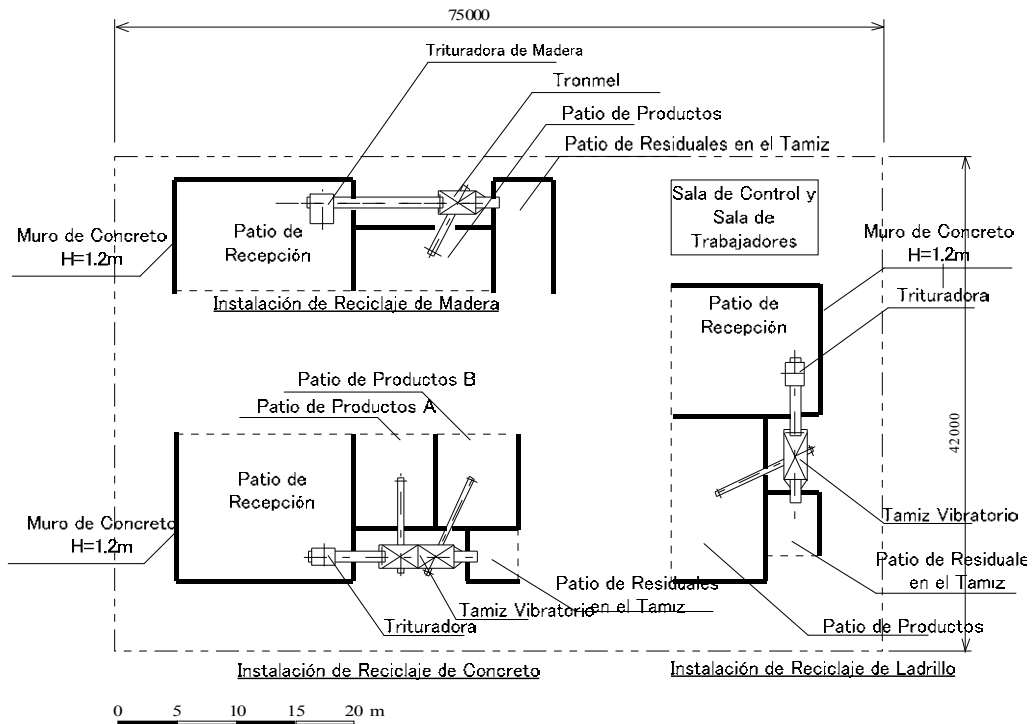 75000
Trituradora de Madera
Tronmel
Patio de Productos
Patio de Residuales en el Tamiz
Sala de Control y
Sala de
Trabajadores
Muro de Concreto
H=1.2m
Patio de
Recepción
Muro de Concreto
H=1.2m
Trituradora
Instalación de Reciclaje de Madera
Patio de
Recepción
Patio de Productos B
Patio de Productos A
42000
Patio de
Recepción
Muro de Concreto
H=1.2m
Tamiz Vibratorio
Patio de Residuale
en el Tamiz
Patio de Residuales
en el Tamiz
Tamiz Vibratorio
Trituradora
Patio de Productos
Instalación de Reciclaje de Concreto
Instalación de Reciclaje de Ladrillo
0 5 10 15 20 m